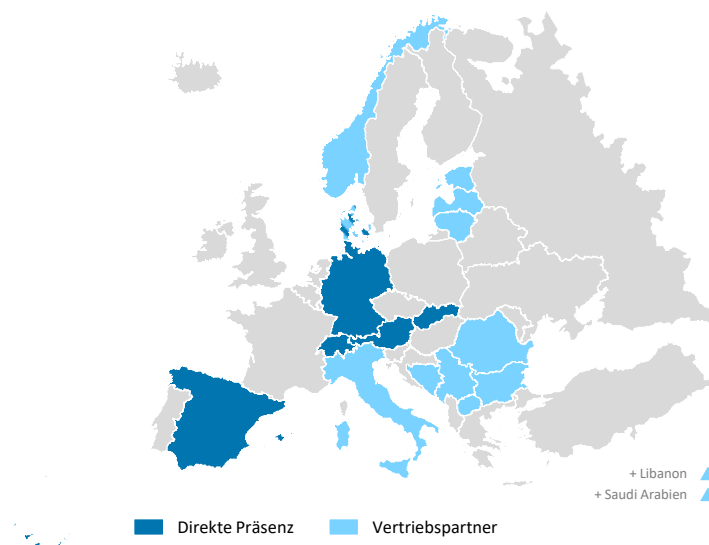 + Libanon
+ Saudi Arabien
Direkte Präsenz
Vertriebspartner